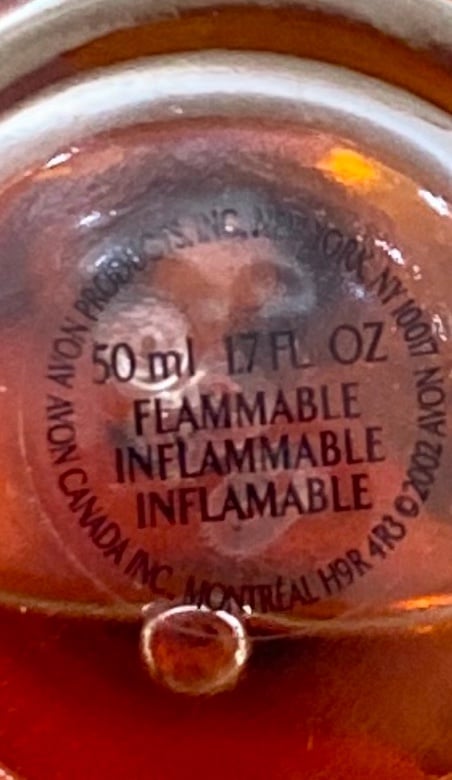 AVON PRODUCTS, INC., NEW YORK, NY 10017
50 ml 1.7 FL OZ
FLAMMABLE
INFLAMMABLE
INFLAMABLE
AVON CANADA INC. MONTRÉAL H9R 4R3 © 2002 AVON